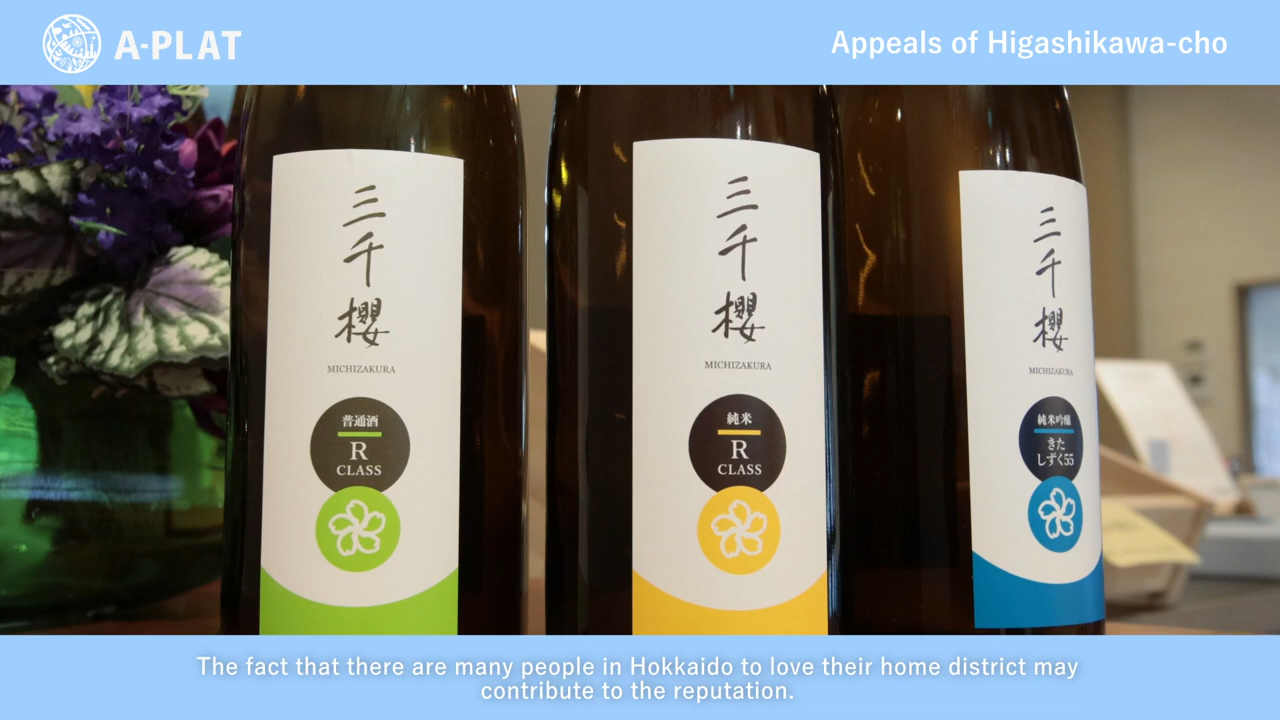 A-PLAT
Appeals of Higashikawa-cho
三千櫻
MICHIZAKURA
普通酒
R
CLASS
三千櫻
MICHIZAKURA
純米
R
CLASS
三千櫻
MICHIZAKURA
純米吟醸
きた
しずく55
The fact that there are many people in Hokkaido to love their home district may
contribute to the reputation.